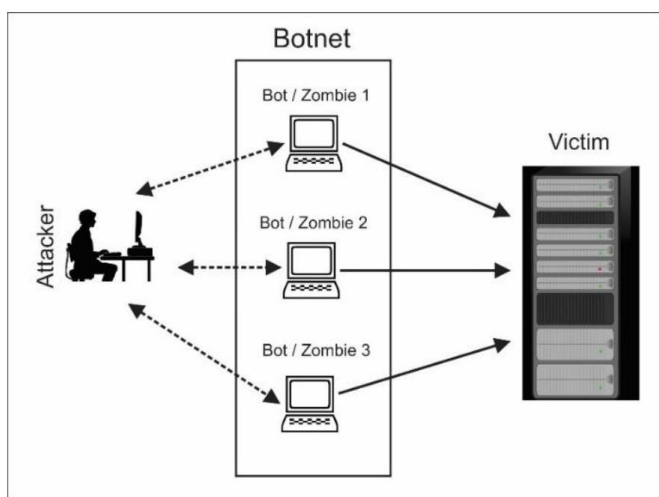 Botnet
Bot / Zombie 1
Victim
Bot / Zombie 2
Attacker
Bot / Zombie 3